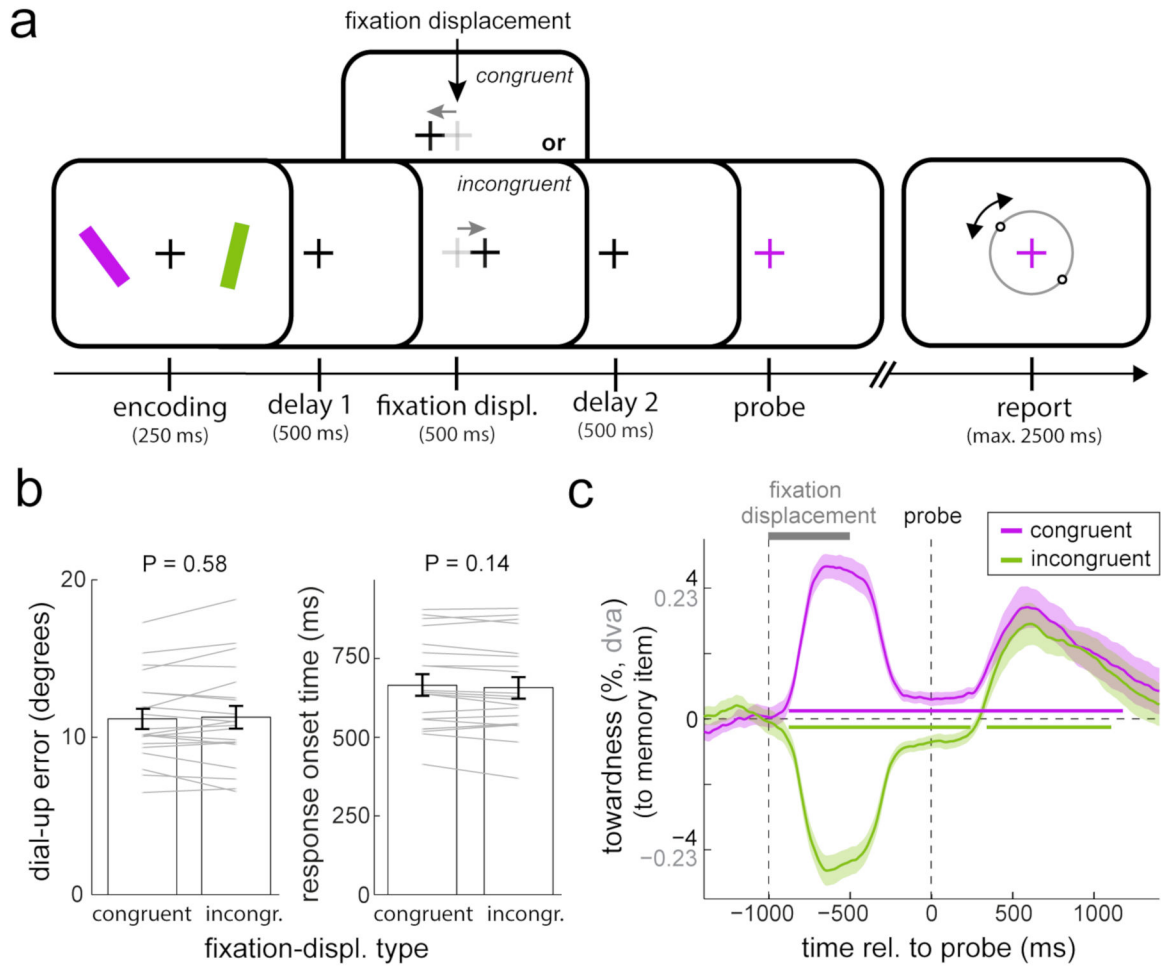 a
fixation displacement
congruent
or
incongruent
encoding
(250 ms)
delay 1
(500 ms)
fixation displ.
(500 ms)
delay 2
(500 ms)
probe
report
(max. 2500 ms)
b
P = 0.58
dial-up error (degrees)
20
10
0
congruent
incongr.
P = 0.14
response onset time (ms)
750
500
250
0
congruent
incongr.
fixation-displ. type
c
fixation
displacement
probe
congruent
incongruent
towardness (%, dva)
(to memory item)
4
0.23
0
−4
−0.23
−1000
−500
0
500
1000
time rel. to probe (ms)